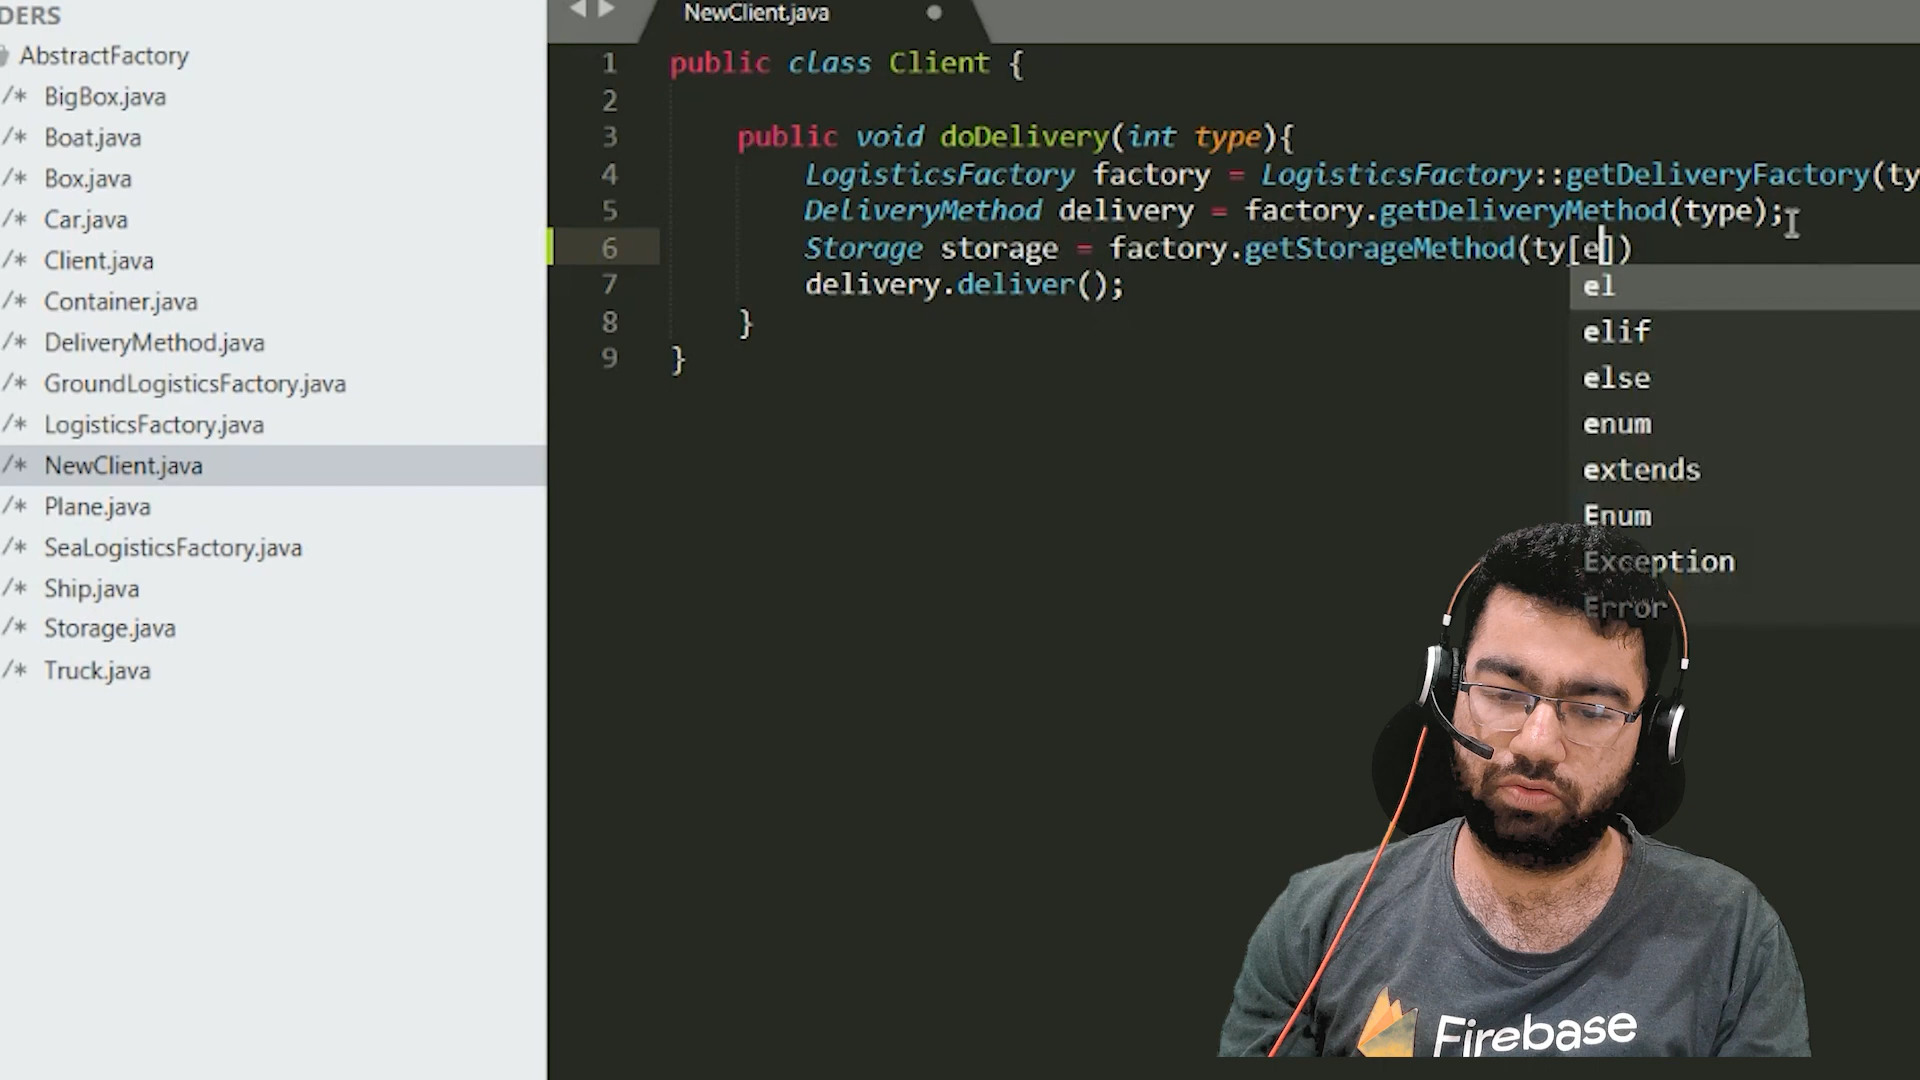 DERS
AbstractFactory
/* BigBox.java
/* Boat.java
/* Box.java
/* Car.java
/* Client.java
/* Container.java
/* DeliveryMethod.java
/* GroundLogisticsFactory.java
/* LogisticsFactory.java
/* NewClient.java
/* Plane.java
/* SeaLogisticsFactory.java
/* Ship.java
/* Storage.java
/* Truck.java
NewClient.java
1 public class Client {
2
3 public void doDelivery(int type){
4 LogisticsFactory factory = LogisticsFactory::getDeliveryFactory(ty
5 DeliveryMethod delivery = factory.getDeliveryMethod(type);
6 Storage storage = factory.getStorageMethod(ty[e])
7 delivery.deliver();
8 }
9 }
el
elif
else
enum
extends
Enum
Exception
Error
Firebase